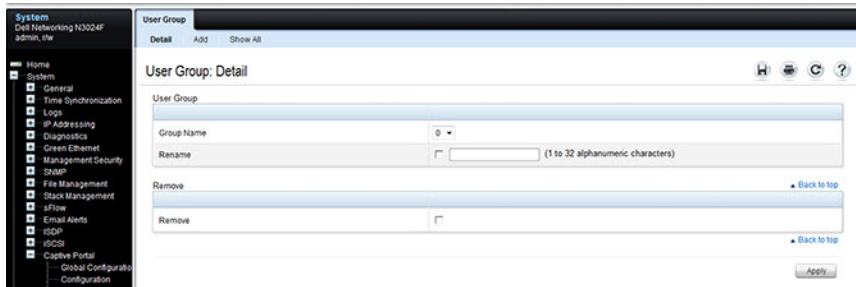 System
Dell Networking N3024F
admin, r/w
Home
System
General
Time Synchronization
Logs
IP Addressing
Diagnostics
Green Ethernet
Management Security
SNMP
File Management
Stack Management
sFlow
Email Alerts
ISDP
iSCSI
Captive Portal
Global Configuratio
Configuration
User Group
Detail Add Show All
User Group: Detail
User Group
Group Name 0
Rename (1 to 32 alphanumeric characters)
Remove Back to top
Remove
Back to top
Apply